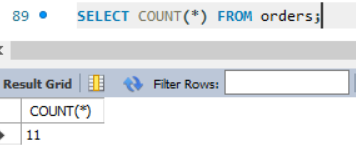 89 SELECT COUNT(*) FROM orders;
Result Grid Filter Rows:
COUNT(*)
11